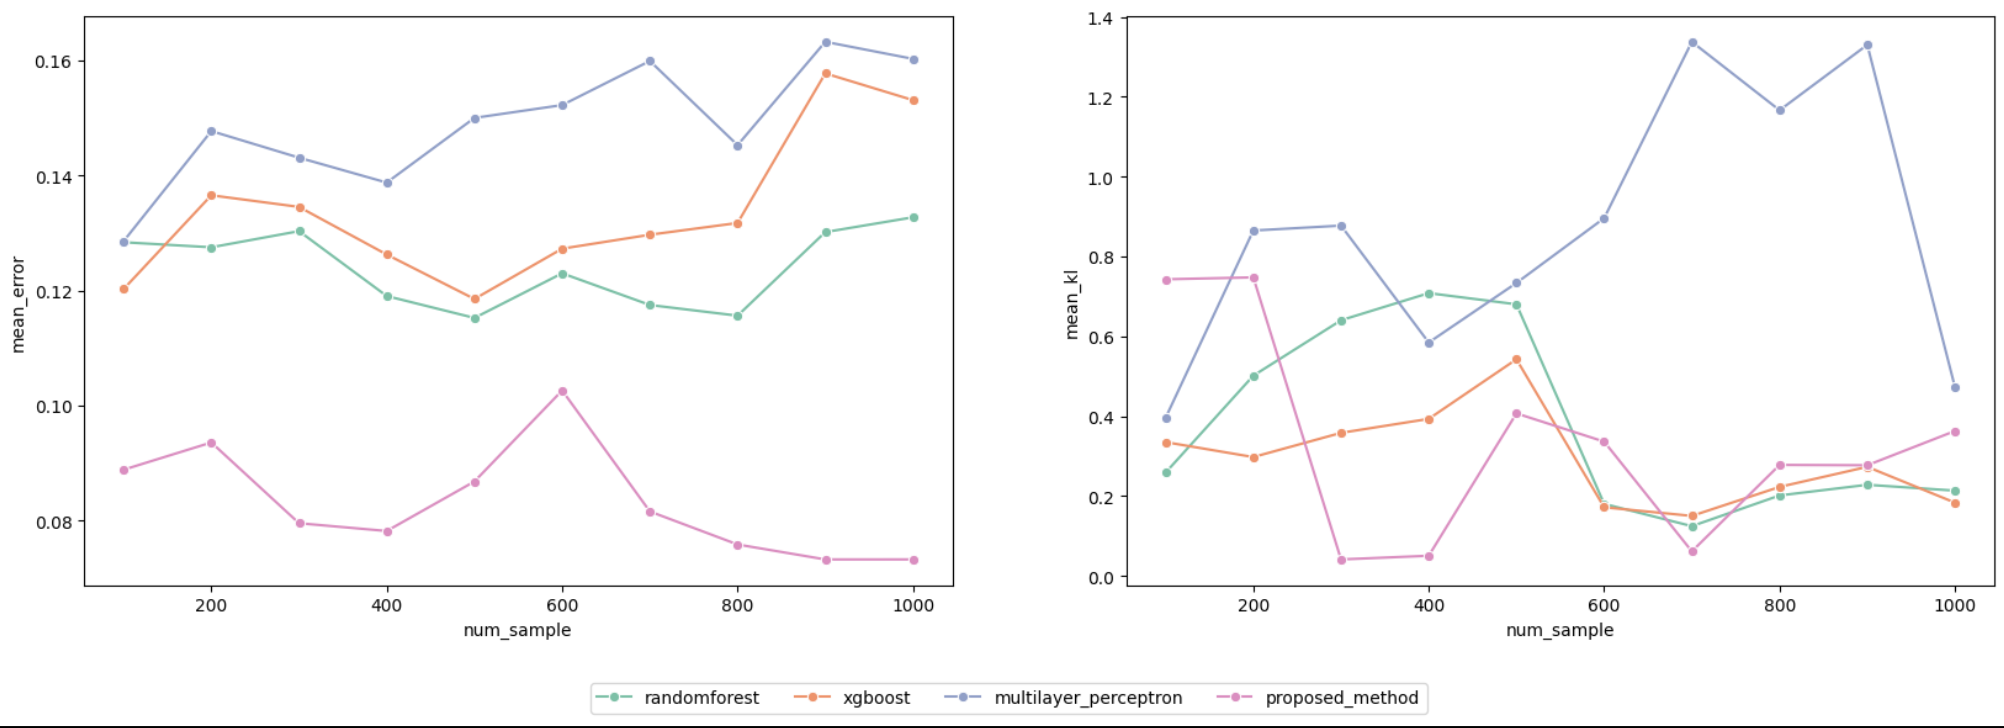 0.16
0.14
0.12
0.10
0.08
mean_error
200 400 600 800 1000
num_sample
1.4
1.2
1.0
0.8
0.6
0.4
0.2
0.0
mean_kl
200 400 600 800 1000
num_sample
randomforest xgboost multilayer_perceptron proposed_method